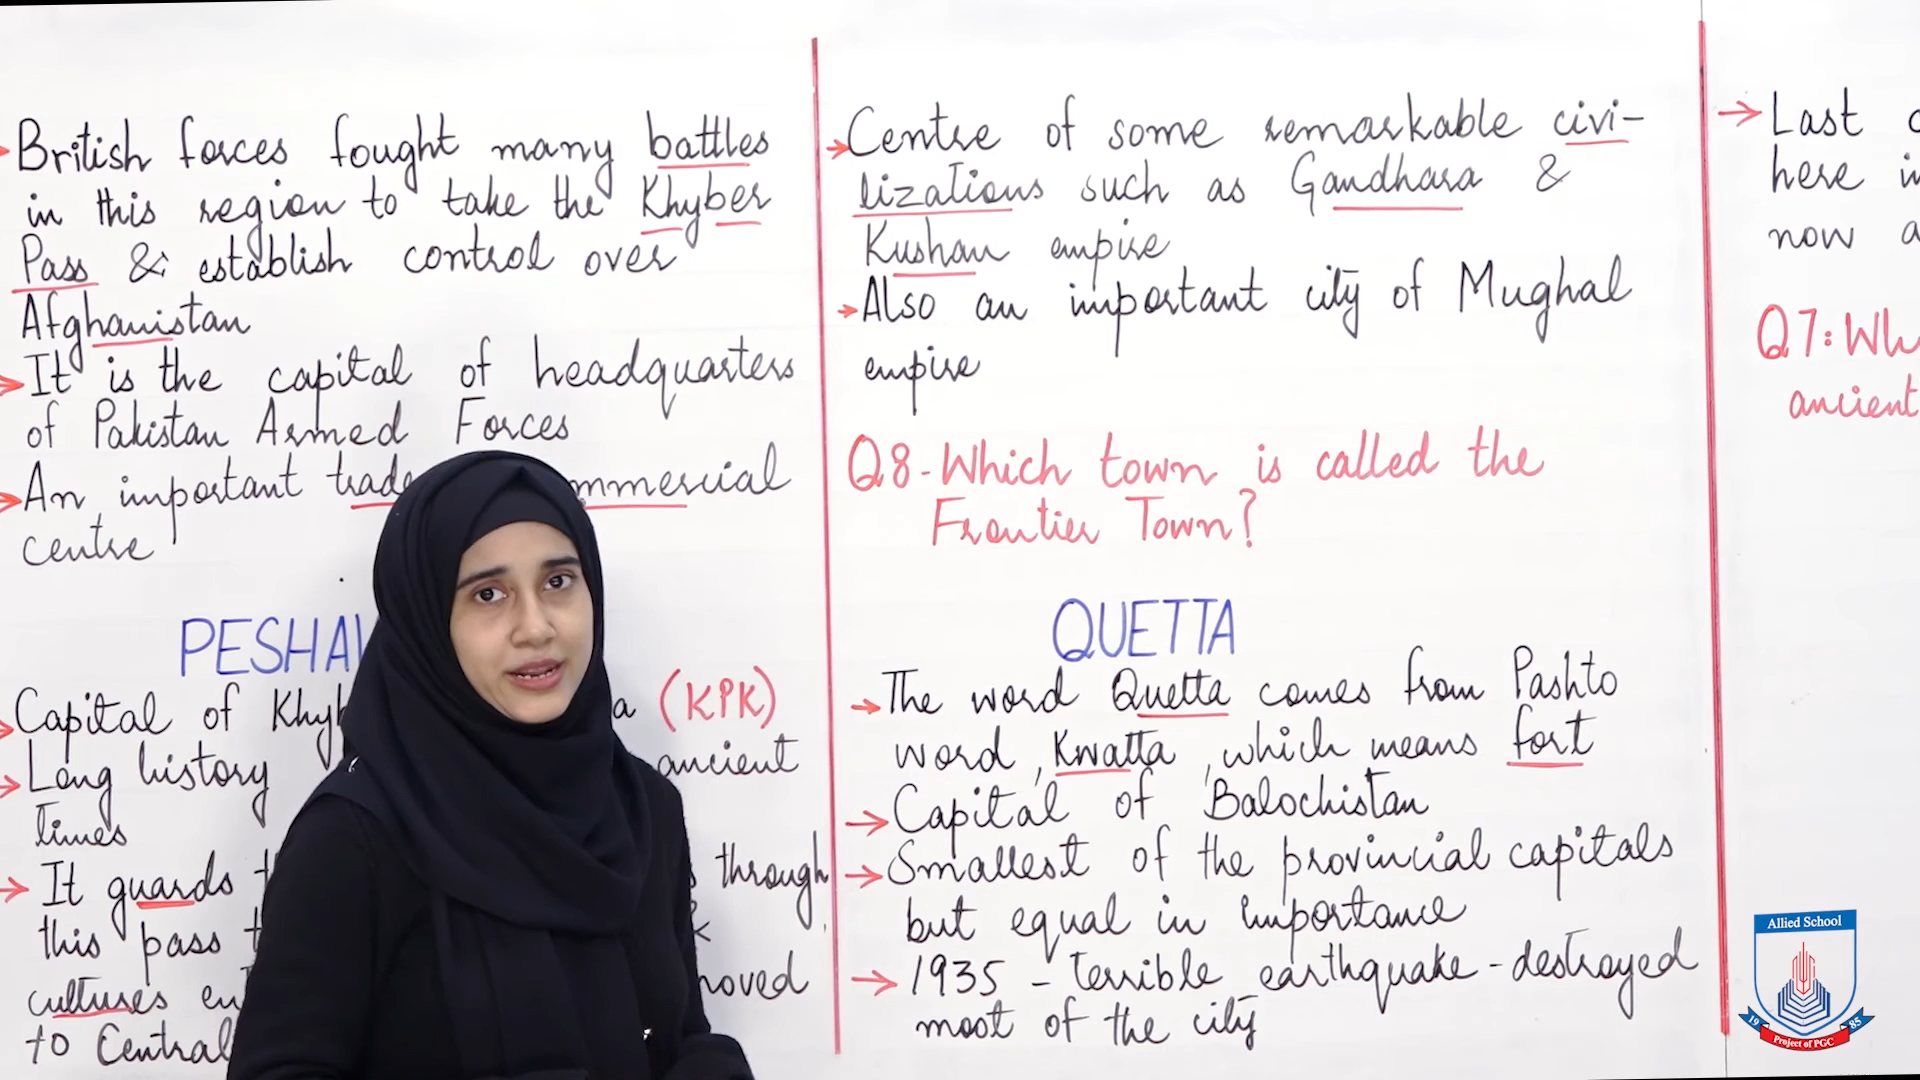 British forces fought many battles
in this region to take the Khyber
Pass & establish control over
Afghanistan
It is the capital of headquarters
of Pakistan Armed Forces
An important trade
centre
PESHAW
Capital of Khyb a (KPK)
Long history ancient
times
It guards through
this pass
cultures moved
to Central
Centre of some remarkable civi-
lizations such as Gandhara &
Kushan empire
Also an important city of Mughal
empire
Q8-Which town is called the
Frontier Town?
QUETTA
The word Quetta comes from Pashto
word, Kwatta, which means fort
Capital of Balochistan
Smallest of the provincial capitals
but equal in importance
1935 - terrible earthquake - destroyed
most of the city
Last
here
now
Q7:Wh
ancient
Allied School
19 85
Project of PGC